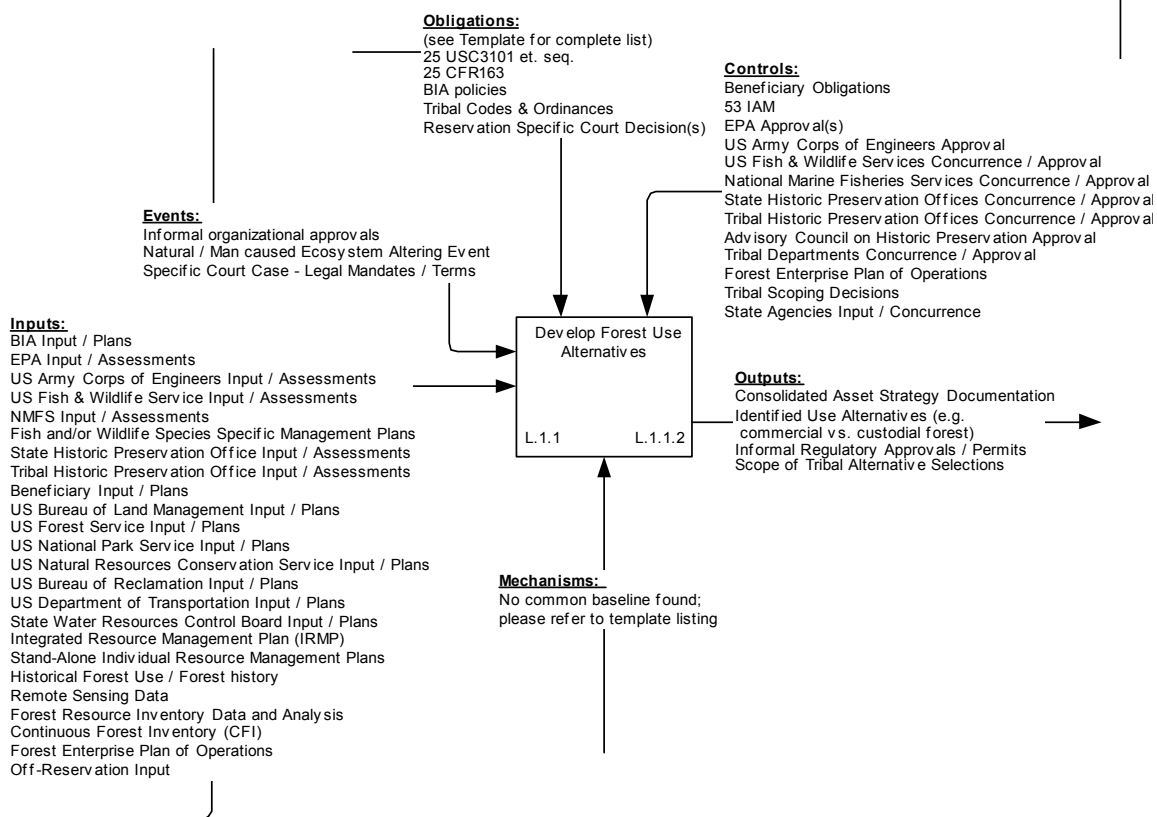 Obligations:
(see Template for complete list)
25 USC3101 et. seq.
25 CFR163
BIA policies
Tribal Codes & Ordinances
Reservation Specific Court Decision(s)
Controls:
Beneficiary Obligations
53 IAM
EPA Approval(s)
US Army Corps of Engineers Approval
US Fish & Wildlife Services Concurrence / Approval
National Marine Fisheries Services Concurrence / Approval
State Historic Preservation Offices Concurrence / Approval
Tribal Historic Preservation Offices Concurrence / Approval
Advisory Council on Historic Preservation Approval
Tribal Departments Concurrence / Approval
Forest Enterprise Plan of Operations
Tribal Scoping Decisions
State Agencies Input / Concurrence
Events:
Informal organizational approvals
Natural / Man caused Ecosystem Altering Event
Specific Court Case - Legal Mandates / Terms
Inputs:
BIA Input / Plans
EPA Input / Assessments
US Army Corps of Engineers Input / Assessments
US Fish & Wildlife Service Input / Assessments
NMFS Input / Assessments
Fish and/or Wildlife Species Specific Management Plans
State Historic Preservation Office Input / Assessments
Tribal Historic Preservation Office Input / Assessments
Beneficiary Input / Plans
US Bureau of Land Management Input / Plans
US Forest Service Input / Plans
US National Park Service Input / Plans
US Natural Resources Conservation Service Input / Plans
US Bureau of Reclamation Input / Plans
US Department of Transportation Input / Plans
State Water Resources Control Board Input / Plans
Integrated Resource Management Plan (IRMP)
Stand-Alone Individual Resource Management Plans
Historical Forest Use / Forest history
Remote Sensing Data
Forest Resource Inventory Data and Analysis
Continuous Forest Inventory (CFI)
Forest Enterprise Plan of Operations
Off-Reservation Input
Develop Forest Use
Alternatives
L.1.1 L.1.1.2
Outputs:
Consolidated Asset Strategy Documentation
Identified Use Alternatives (e.g.
commercial vs. custodial forest)
Informal Regulatory Approvals / Permits
Scope of Tribal Alternative Selections
Mechanisms:
No common baseline found;
please refer to template listing